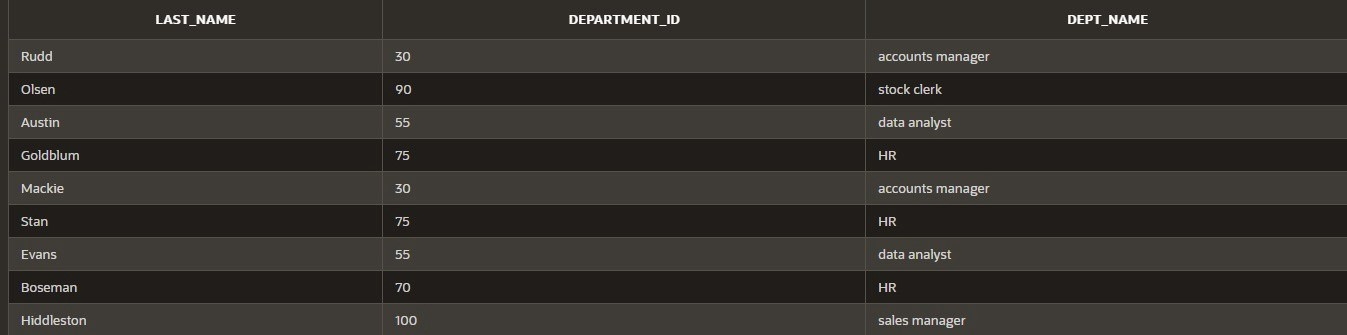 LAST_NAME DEPARTMENT_ID DEPT_NAME
Rudd 30 accounts manager
Olsen 90 stock clerk
Austin 55 data analyst
Goldblum 75 HR
Mackie 30 accounts manager
Stan 75 HR
Evans 55 data analyst
Boseman 70 HR
Hiddleston 100 sales manager